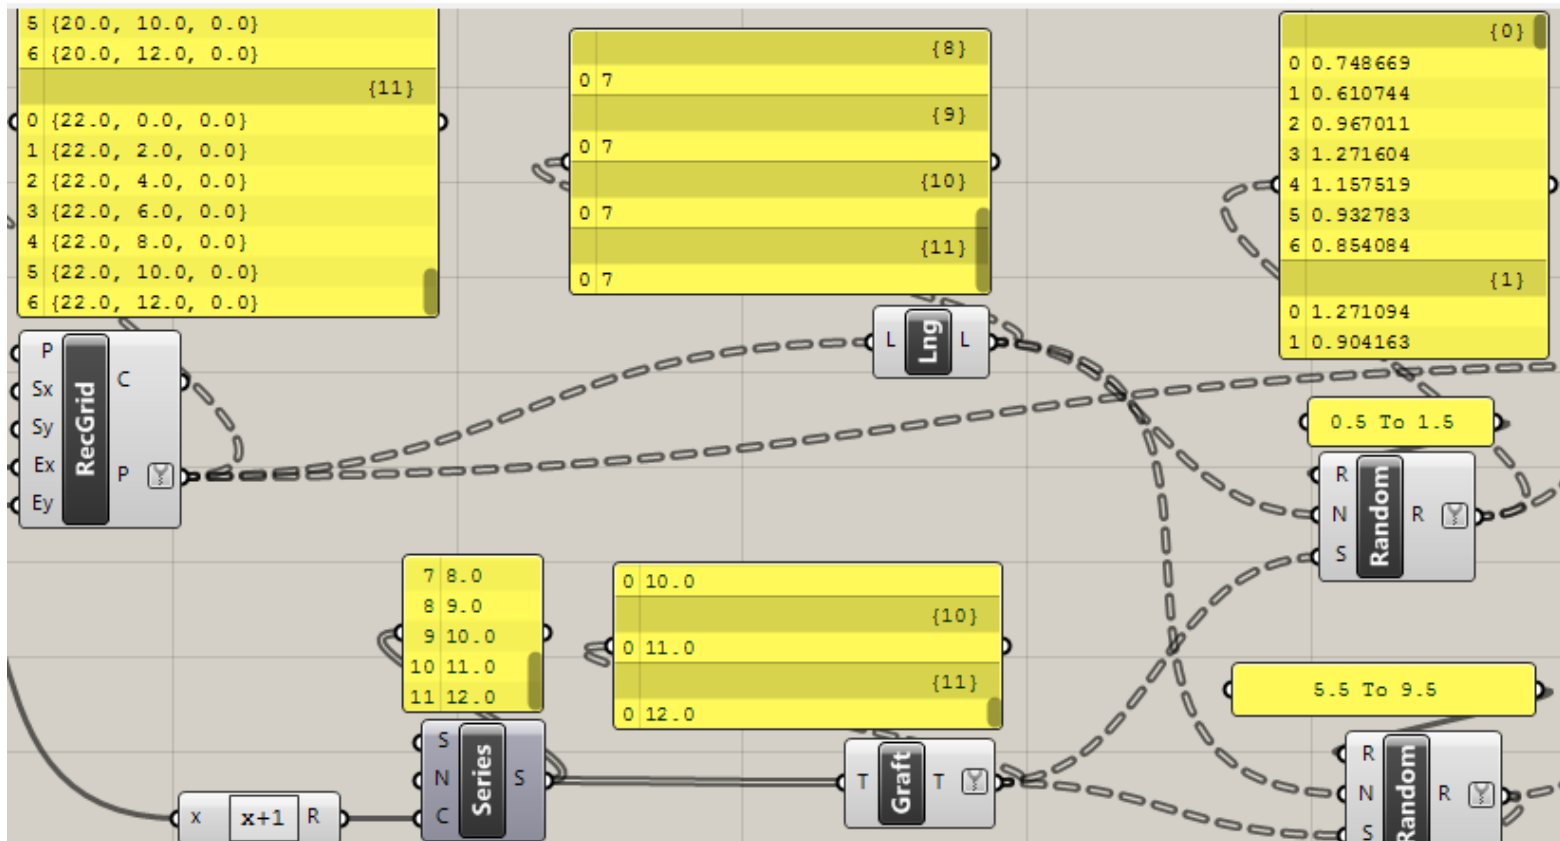 5 {20.0, 10.0, 0.0}
6 {20.0, 12.0, 0.0}
{11}
0 {22.0, 0.0, 0.0}
1 {22.0, 2.0, 0.0}
2 {22.0, 4.0, 0.0}
3 {22.0, 6.0, 0.0}
4 {22.0, 8.0, 0.0}
5 {22.0, 10.0, 0.0}
6 {22.0, 12.0, 0.0}
{8}
0 7
{9}
0 7
{10}
0 7
{11}
0 7
{0}
0 0.748669
1 0.610744
2 0.967011
3 1.271604
4 1.157519
5 0.932783
6 0.854084
{1}
0 1.271094
1 0.904163
P
Sx
Sy
Ex
Ey
RecGrid
C
P
L
Lng
L
0.5 To 1.5
R
N
S
Random
R
7 8.0
8 9.0
9 10.0
10 11.0
11 12.0
0 10.0
{10}
0 11.0
{11}
0 12.0
5.5 To 9.5
S
N
C
Series
S
T
Graft
T
R
N
S
Random
R
x
x+1
R